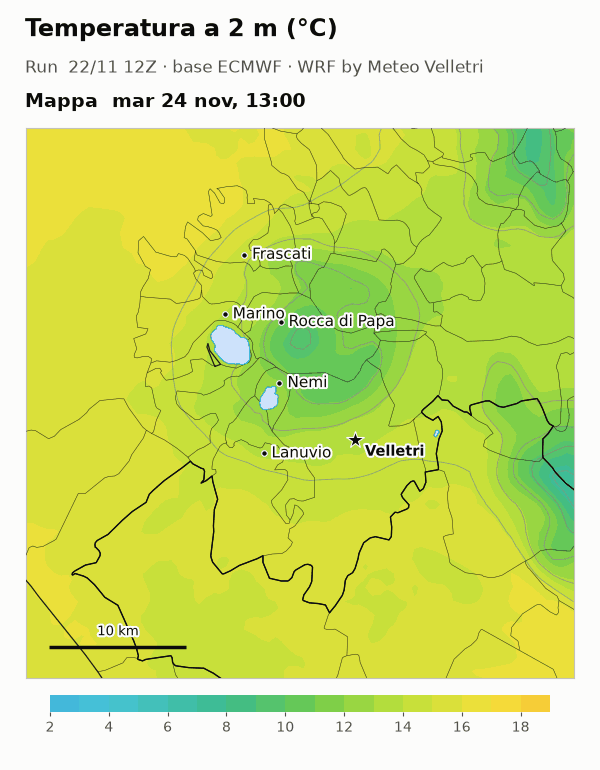 Temperatura a 2 m (°C)
Run  22/11 12Z · base ECMWF · WRF by Meteo Velletri
Mappa  mar 24 nov, 13:00
Frascati
Marino
Rocca di Papa
Nemi
Velletri
Lanuvio
10 km
2 4 6 8 10 12 14 16 18